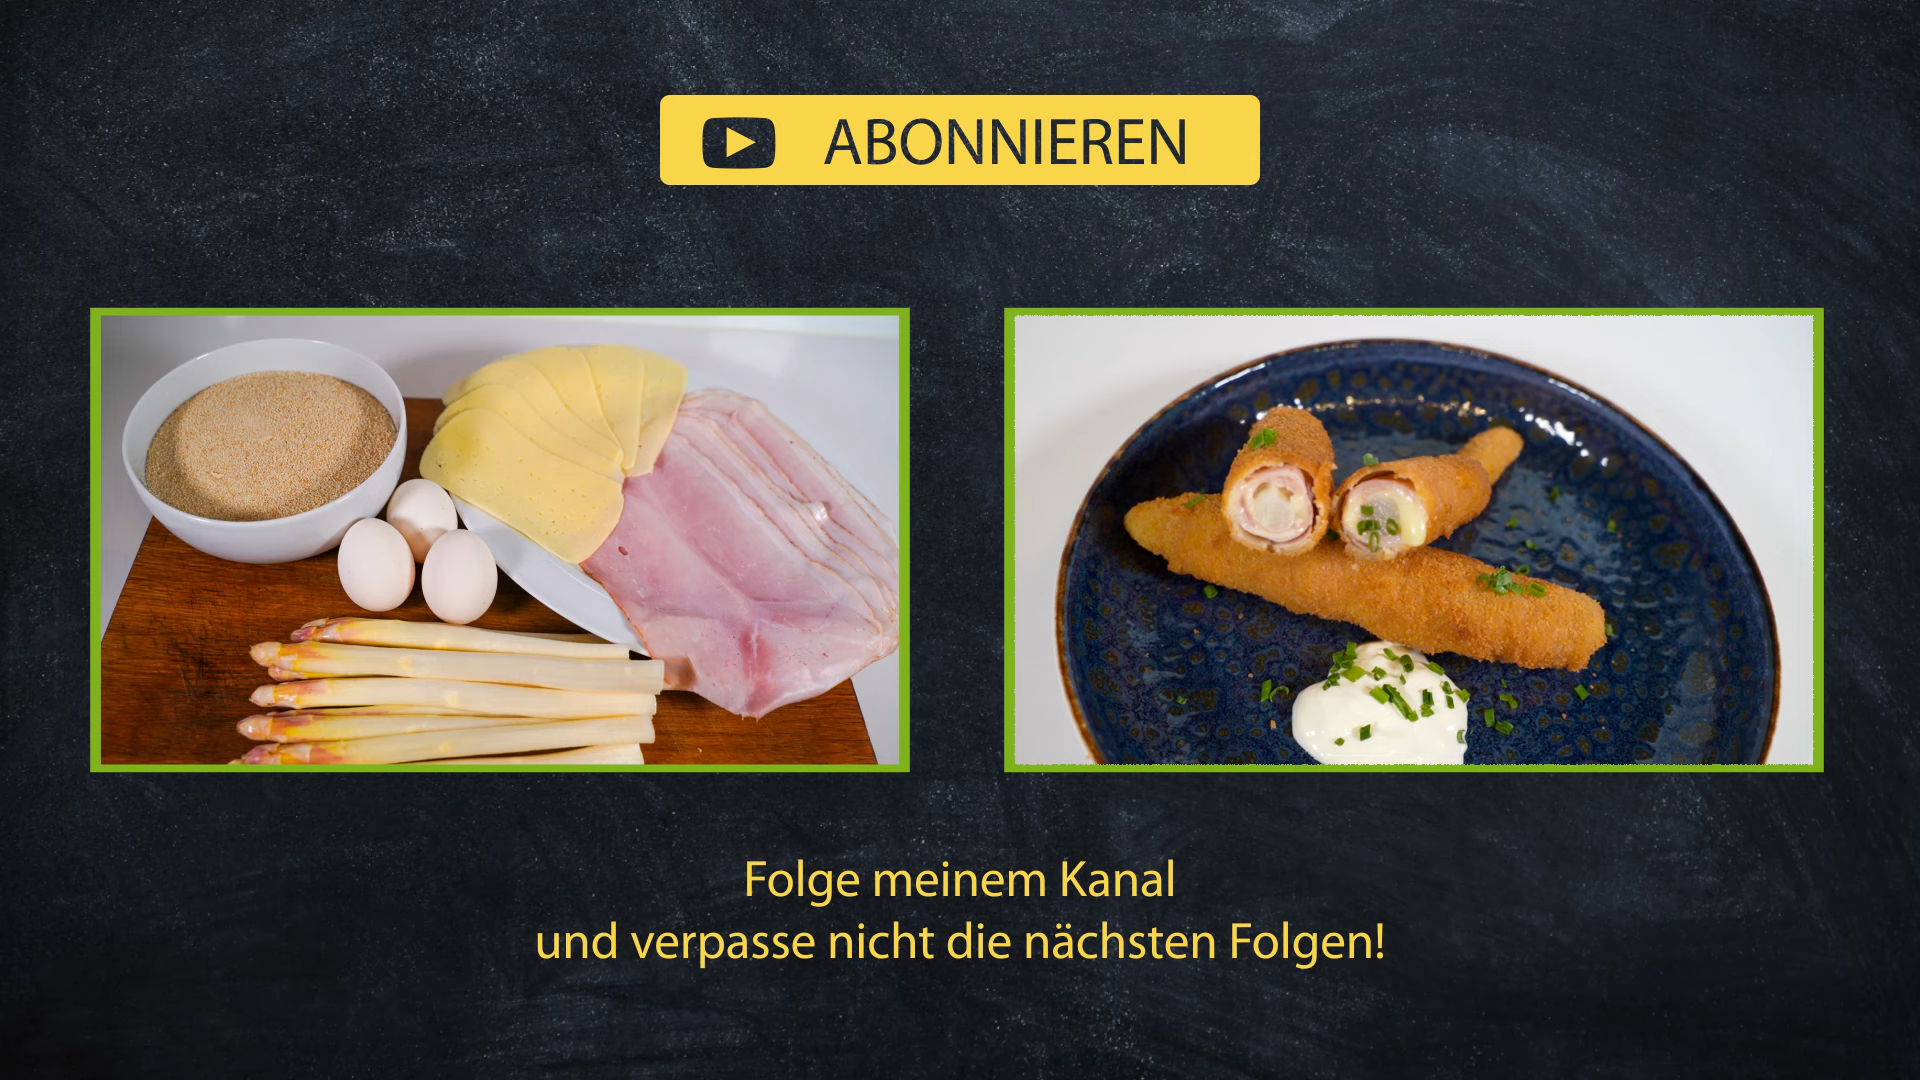 ABONNIEREN
Folge meinem Kanal
und verpasse nicht die nächsten Folgen!